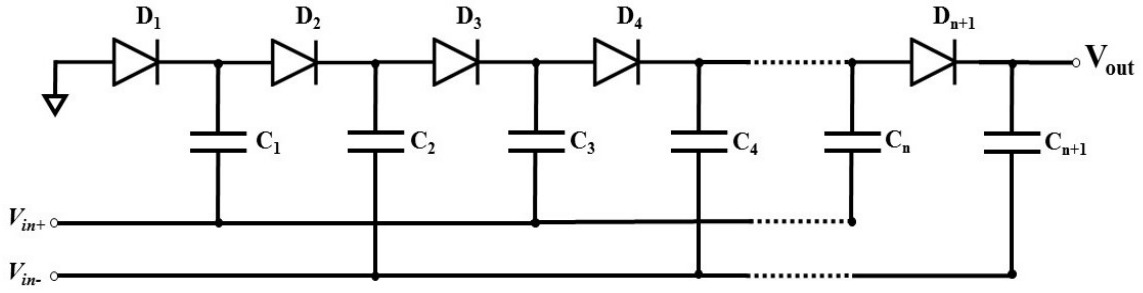 D₁ D₂ D₃ D₄ Dₙ₊₁
Vₒᵤₜ
C₁ C₂ C₃ C₄ Cₙ Cₙ₊₁
Vᵢₙ₊
Vᵢₙ₋